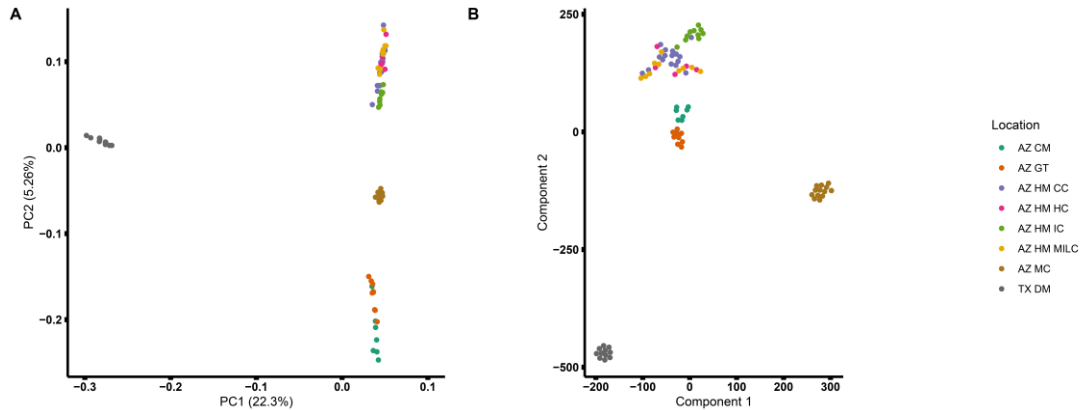 A
0.1
0.0
−0.1
−0.2
PC2 (5.26%)
−0.3
−0.2
−0.1
0.0
0.1
PC1 (22.3%)
B
250
0
−250
−500
Component 2
−200
−100
0
100
200
300
Component 1
Location
AZ CM
AZ GT
AZ HM CC
AZ HM HC
AZ HM IC
AZ HM MILC
AZ MC
TX DM